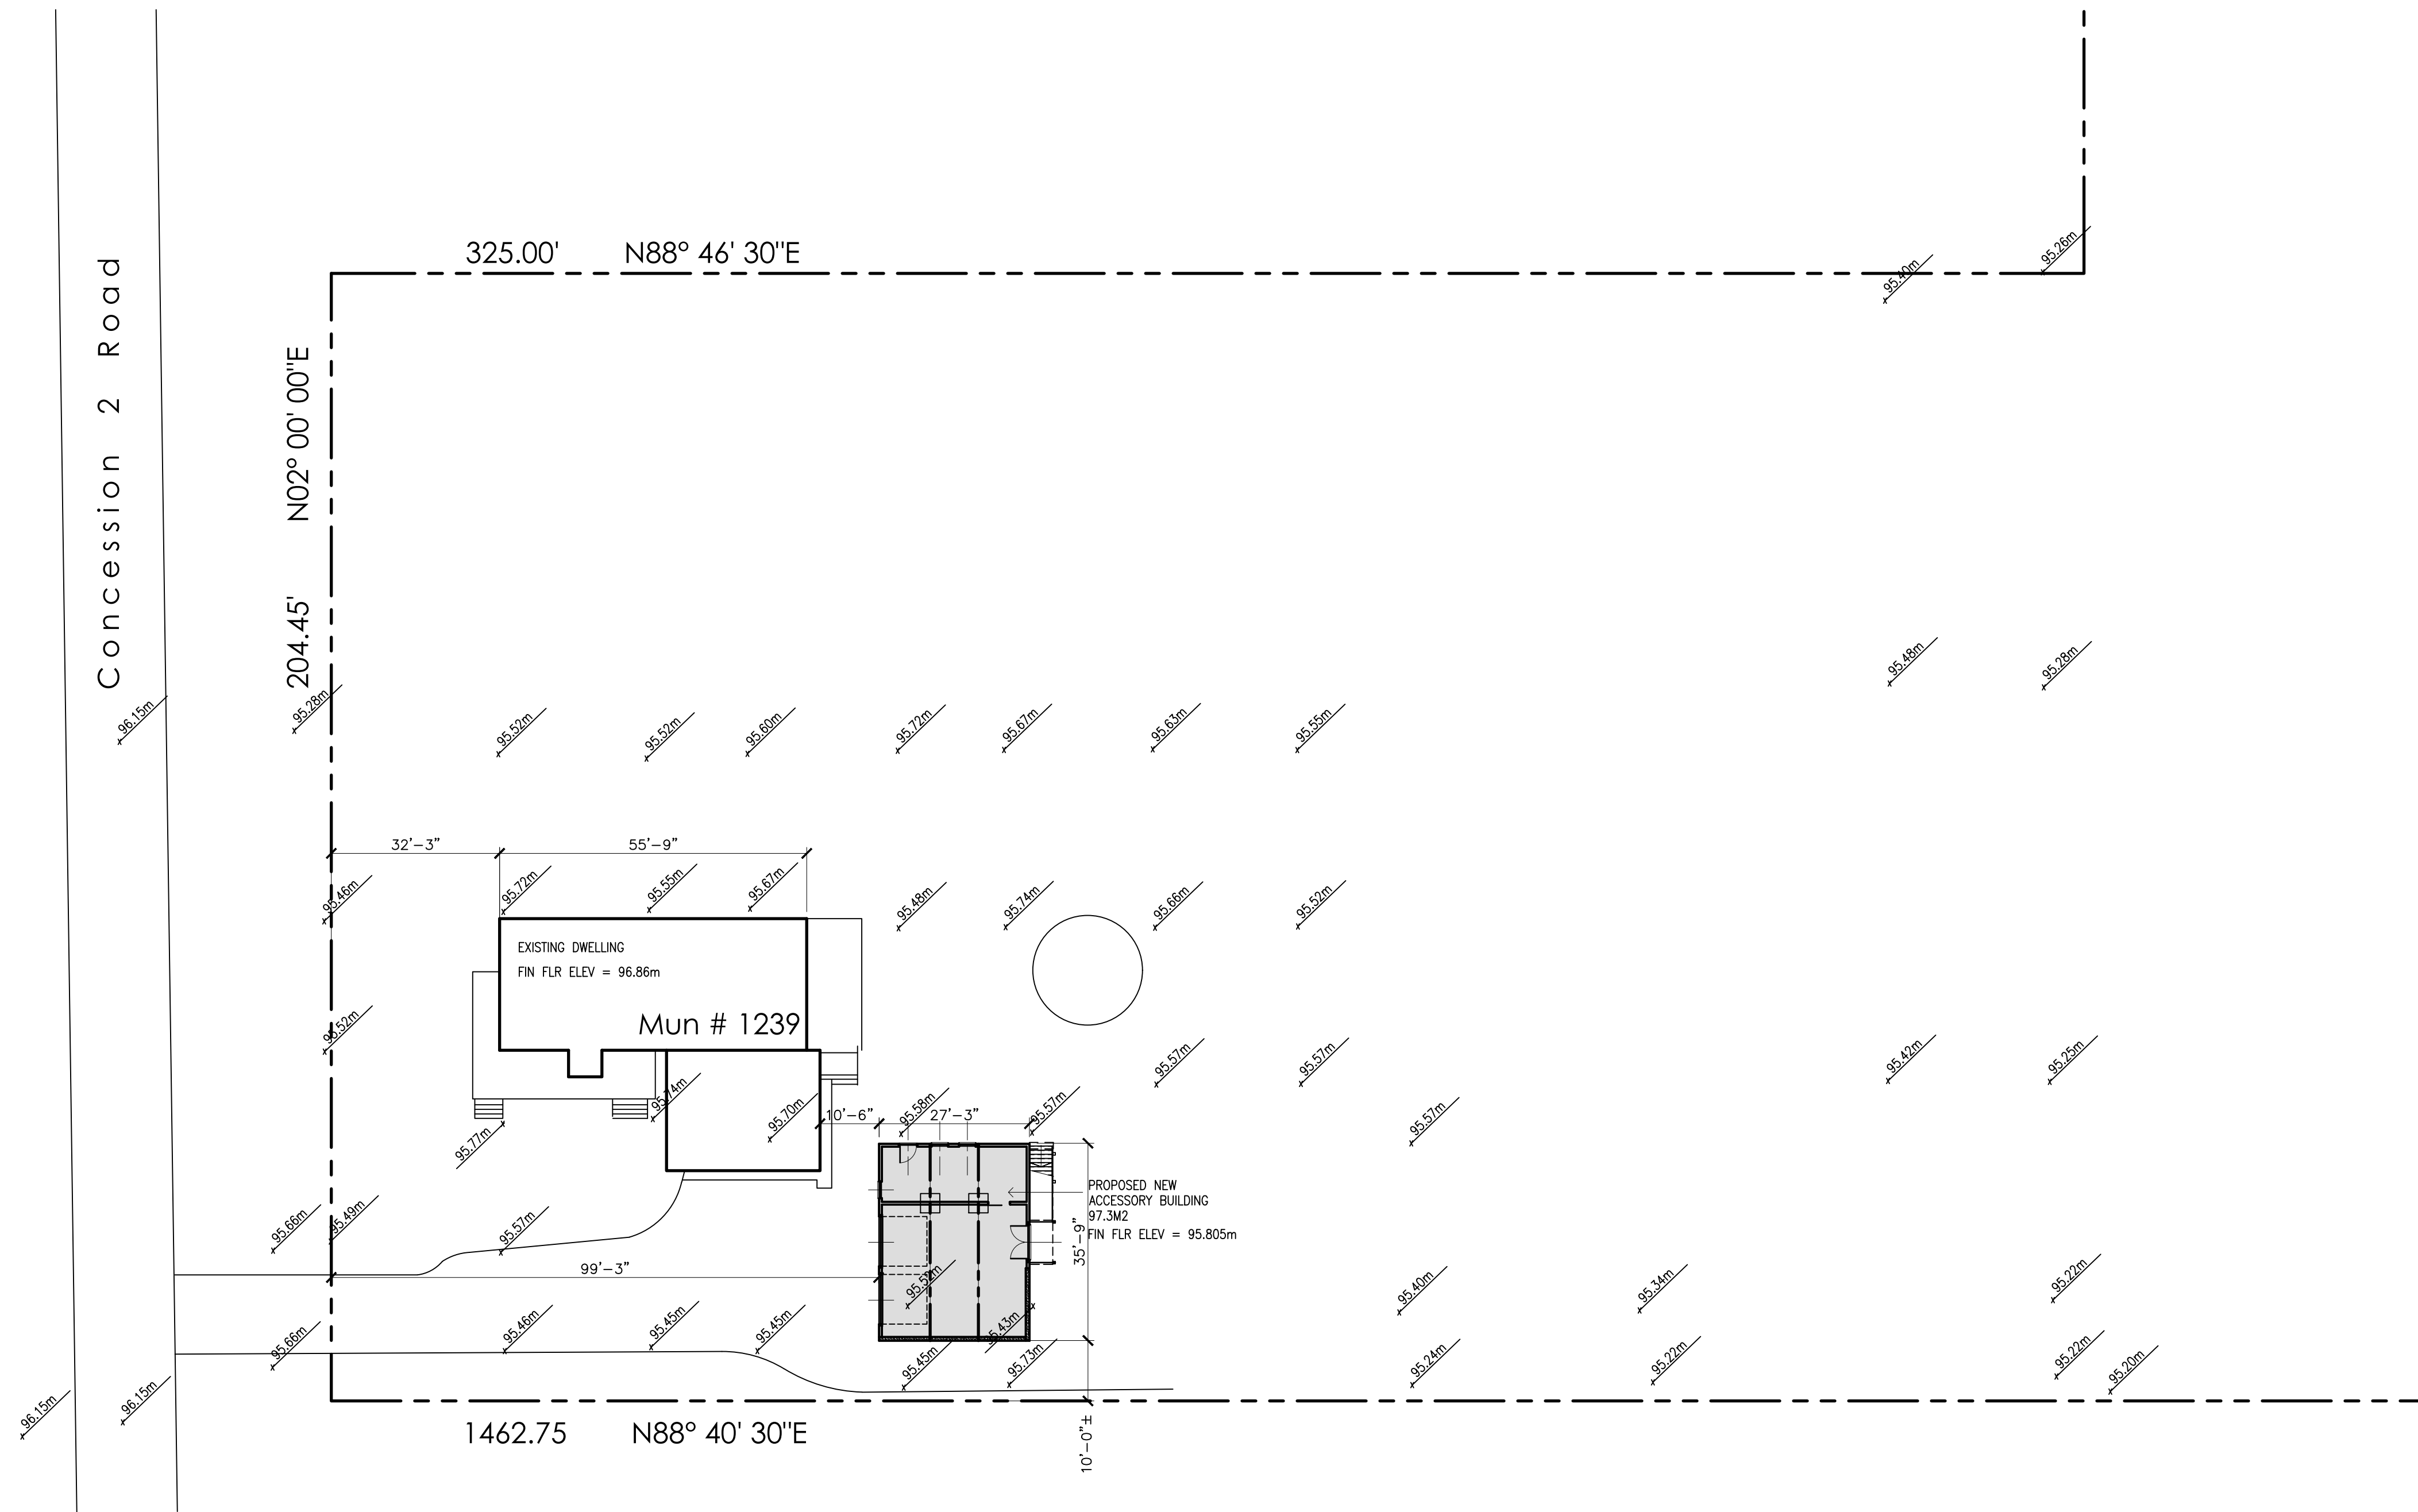 325.00' N88° 46' 30"E
95.26m
95.40m
Concession 2 Road
204.45' N02° 00' 00"E
95.48m
95.28m
96.15m
95.28m
95.52m
95.52m
95.60m
95.72m
95.67m
95.63m
95.55m
32'-3"
55'-9"
95.46m
95.72m
95.55m
95.67m
95.48m
95.74m
95.66m
95.52m
EXISTING DWELLING
FIN FLR ELEV = 96.86m
Mun # 1239
95.52m
95.57m
95.57m
95.42m
95.25m
95.74m
95.70m
10'-6"
95.58m
27'-3"
95.57m
95.57m
95.77m
PROPOSED NEW
ACCESSORY BUILDING
97.3M2
FIN FLR ELEV = 95.805m
35'-9"
95.66m
95.49m
95.57m
99'-3"
95.52m
95.40m
95.34m
95.22m
95.66m
95.46m
95.45m
95.45m
95.43m
95.45m
95.73m
95.24m
95.22m
95.22m
95.20m
96.15m
96.15m
1462.75 N88° 40' 30"E
10'-0"±